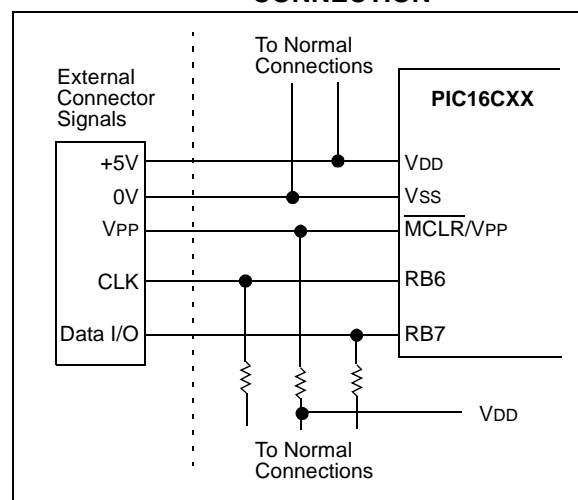 CONNECTION
To Normal
Connections
External
Connector
Signals
PIC16CXX
+5V
VDD
0V
VSS
VPP
MCLR/VPP
CLK
RB6
Data I/O
RB7
VDD
To Normal
Connections